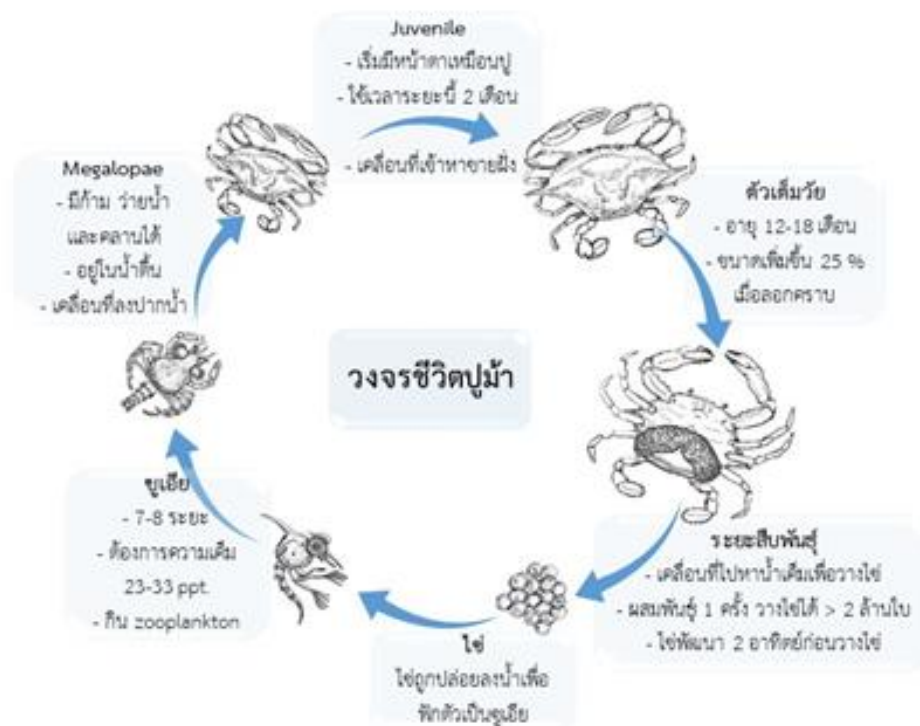 Juvenile
- เริ่มมีหน้าตาเหมือนปู
- ใช้เวลาระยะนี้ 2 เดือน
- เคลื่อนที่เข้าหาชายฝั่ง
ตัวเต็มวัย
- อายุ 12-18 เดือน
- ขนาดเพิ่มขึ้น 25 %
เมื่อลอกคราบ
ระยะสืบพันธุ์
- เคลื่อนที่ไปหาน้ำเค็มเพื่อวางไข่
- ผสมพันธุ์ 1 ครั้ง วางไข่ได้ > 2 ล้านใบ
- ไข่พัฒนา 2 อาทิตย์ก่อนวางไข่
ไข่
ไข่ถูกปล่อยลงน้ำเพื่อ
ฟักตัวเป็นซูเอีย
ซูเอีย
- 7-8 ระยะ
- ต้องการความเค็ม
23-33 ppt.
- กิน zooplankton
Megalopae
- มีก้าม ว่ายน้ำ
และคลานได้
- อยู่ในน้ำตื้น
- เคลื่อนที่ลงปากน้ำ
วงจรชีวิตปูม้า